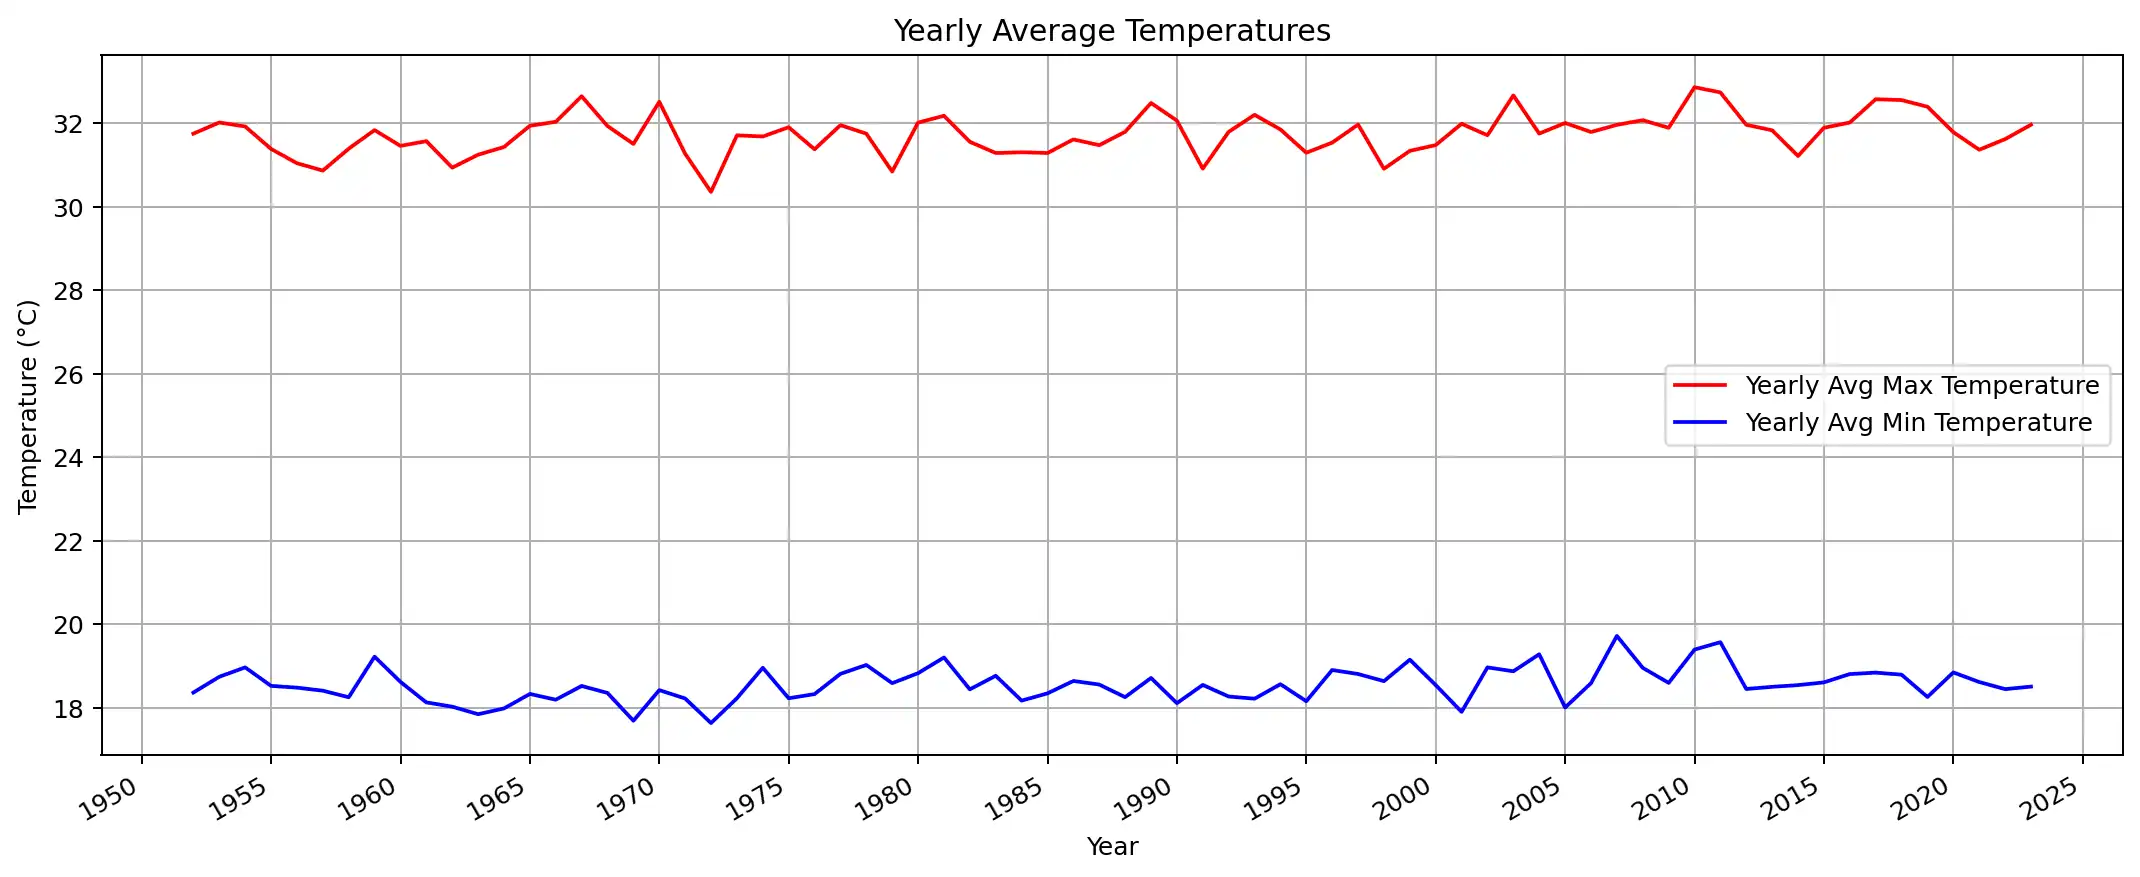 Yearly Average Temperatures
Temperature (°C)
32
30
28
26
24
22
20
18
Yearly Avg Max Temperature
Yearly Avg Min Temperature
1950 1955 1960 1965 1970 1975 1980 1985 1990 1995 2000 2005 2010 2015 2020 2025
Year